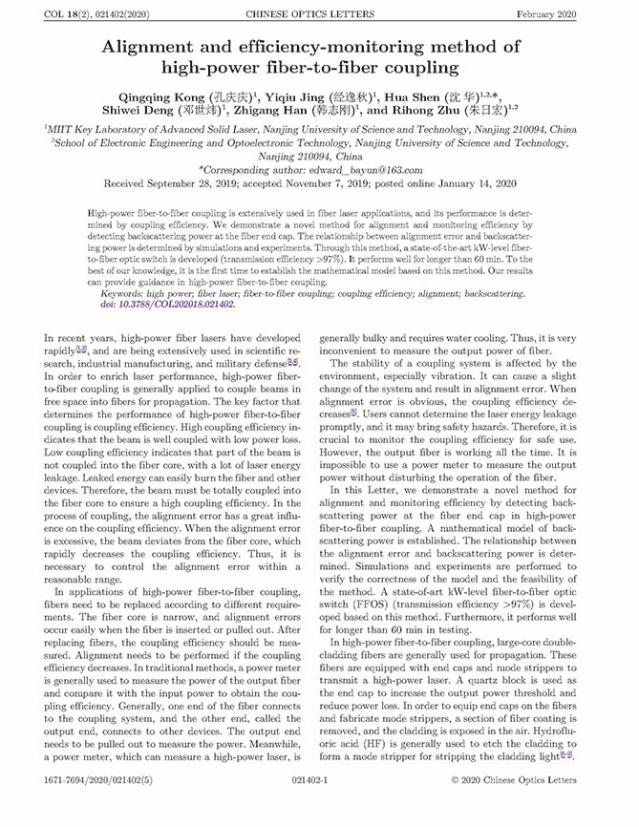 COL 18(2), 021402(2020)
CHINESE OPTICS LETTERS
February 2020
Alignment and efficiency-monitoring method of
high-power fiber-to-fiber coupling
Qingqing Kong (孔庆庆)1, Yiqiu Jing (经逸秋)1, Hua Shen (沈 华)1,2,*,
Shiwei Deng (邓世炜)1, Zhigang Han (韩志刚)1, and Rihong Zhu (朱日宏)1,2
1MIIT Key Laboratory of Advanced Solid Laser, Nanjing University of Science and Technology, Nanjing 210094, China
2School of Electronic Engineering and Optoelectronic Technology, Nanjing University of Science and Technology,
Nanjing 210094, China
*Corresponding author: edward_bayun@163.com
Received September 28, 2019; accepted November 7, 2019; posted online January 14, 2020
High-power fiber-to-fiber coupling is extensively used in fiber laser applications, and its performance is deter-
mined by coupling efficiency. We demonstrate a novel method for alignment and monitoring efficiency by
detecting backscattering power at the fiber end cap. The relationship between alignment error and backscatter-
ing power is determined by simulations and experiments. Through this method, a state-of-the-art kW-level fiber-
to-fiber optic switch is developed (transmission efficiency >97%). It performs well for longer than 60 min. To the
best of our knowledge, it is the first time to establish the mathematical model based on this method. Our results
can provide guidance in high-power fiber-to-fiber coupling.
Keywords: high power; fiber laser; fiber-to-fiber coupling; coupling efficiency; alignment; backscattering.
doi: 10.3788/COL202018.021402.
In recent years, high-power fiber lasers have developed
rapidly, and are being extensively used in scientific re-
search, industrial manufacturing, and military defense.
In order to enrich laser performance, high-power fiber-
to-fiber coupling is generally applied to couple beams in
free space into fibers for propagation. The key factor that
determines the performance of high-power fiber-to-fiber
coupling is coupling efficiency. High coupling efficiency in-
dicates that the beam is well coupled with low power loss.
Low coupling efficiency indicates that part of the beam is
not coupled into the fiber core, with a lot of laser energy
leakage. Leaked energy can easily burn the fiber and other
devices. Therefore, the beam must be totally coupled into
the fiber core to ensure a high coupling efficiency. In the
process of coupling, the alignment error has a great influ-
ence on the coupling efficiency. When the alignment error
is excessive, the beam deviates from the fiber core, which
rapidly decreases the coupling efficiency. Thus, it is
necessary to control the alignment error within a
reasonable range.
In applications of high-power fiber-to-fiber coupling,
fibers need to be replaced according to different require-
ments. The fiber core is narrow, and alignment errors
occur easily when the fiber is inserted or pulled out. After
replacing fibers, the coupling efficiency should be mea-
sured. Alignment needs to be performed if the coupling
efficiency decreases. In traditional methods, a power meter
is generally used to measure the power of the output fiber
and compare it with the input power to obtain the cou-
pling efficiency. Generally, one end of the fiber connects
to the coupling system, and the other end, called the
output end, connects to other devices. The output end
needs to be pulled out to measure the power. Meanwhile,
a power meter, which can measure a high-power laser, is
generally bulky and requires water cooling. Thus, it is very
inconvenient to measure the output power of fiber.
The stability of a coupling system is affected by the
environment, especially vibration. It can cause a slight
change of the system and result in alignment error. When
alignment error is obvious, the coupling efficiency de-
creases. Users cannot determine the laser energy leakage
promptly, and it may bring safety hazards. Therefore, it is
crucial to monitor the coupling efficiency for safe use.
However, the output fiber is working all the time. It is
impossible to use a power meter to measure the output
power without disturbing the operation of the fiber.
In this Letter, we demonstrate a novel method for
alignment and monitoring efficiency by detecting back-
scattering power at the fiber end cap in high-power
fiber-to-fiber coupling. A mathematical model of back-
scattering power is established. The relationship between
the alignment error and backscattering power is deter-
mined. Simulations and experiments are performed to
verify the correctness of the model and the feasibility of
the method. A state-of-art kW-level fiber-to-fiber optic
switch (FFOS) (transmission efficiency >97%) is devel-
oped based on this method. Furthermore, it performs well
for longer than 60 min in testing.
In high-power fiber-to-fiber coupling, large-core double-
cladding fibers are generally used for propagation. These
fibers are equipped with end caps and mode strippers to
transmit a high-power laser. A quartz block is used as
the end cap to increase the output power threshold and
reduce power loss. In order to equip end caps on the fibers
and fabricate mode strippers, a section of fiber coating is
removed, and the cladding is exposed in the air. Hydroflu-
oric acid (HF) is generally used to etch the cladding to
form a mode stripper for stripping the cladding light.
1671-7694/2020/021402(5)
021402-1
© 2020 Chinese Optics Letters